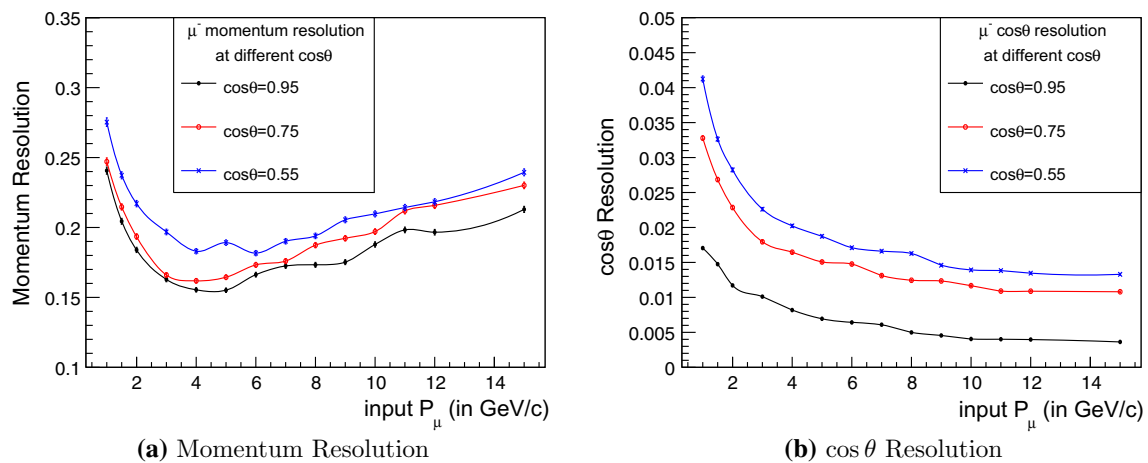 0.35
0.3
0.25
0.2
0.15
0.1
Momentum Resolution
μ⁻ momentum resolution
at different cosθ
cosθ=0.95
cosθ=0.75
cosθ=0.55
2 4 6 8 10 12 14
input P_μ (in GeV/c)
(a) Momentum Resolution
0.05
0.045
0.04
0.035
0.03
0.025
0.02
0.015
0.01
0.005
0
cosθ Resolution
μ⁻ cosθ resolution
at different cosθ
cosθ=0.95
cosθ=0.75
cosθ=0.55
2 4 6 8 10 12 14
input P_μ (in GeV/c)
(b) cos θ Resolution